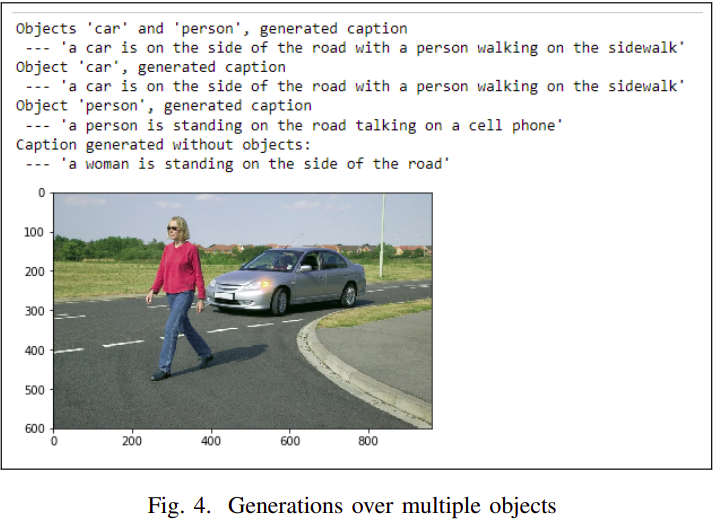 Objects 'car' and 'person', generated caption
--- 'a car is on the side of the road with a person walking on the sidewalk'
Object 'car', generated caption
--- 'a car is on the side of the road with a person walking on the sidewalk'
Object 'person', generated caption
--- 'a person is standing on the road talking on a cell phone'
Caption generated without objects:
--- 'a woman is standing on the side of the road'
0
100
200
300
400
500
600
0 200 400 600 800
Fig. 4. Generations over multiple objects